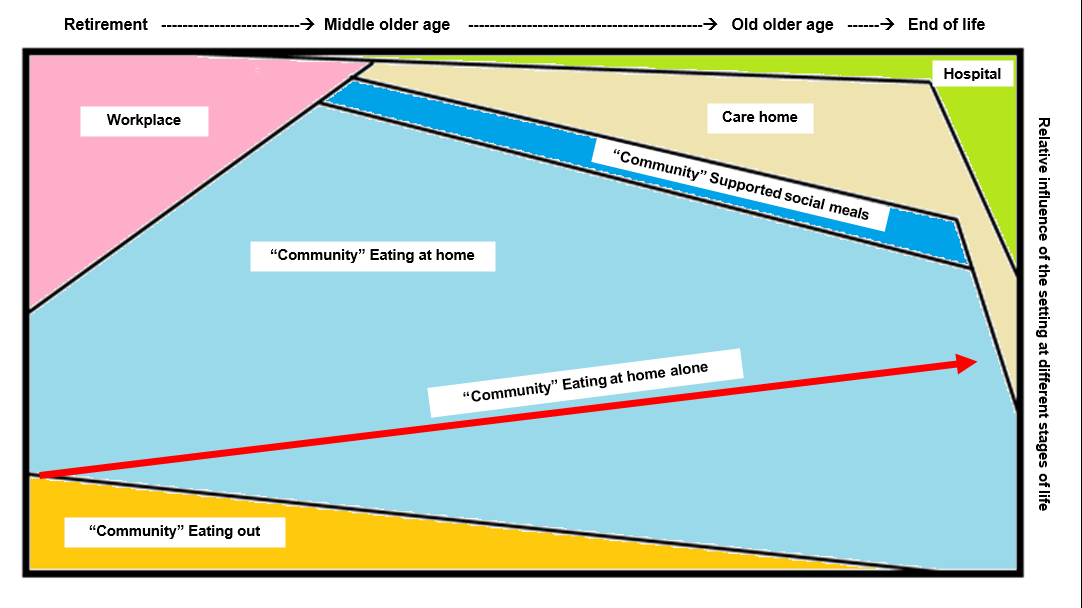 Retirement ----------------------------→ Middle older age ------------------------------------------------→ Old older age ------→ End of life
Hospital
Workplace
Care home
“Community” Supported social meals
“Community” Eating at home
“Community” Eating at home alone
“Community” Eating out
Relative influence of the setting at different stages of life